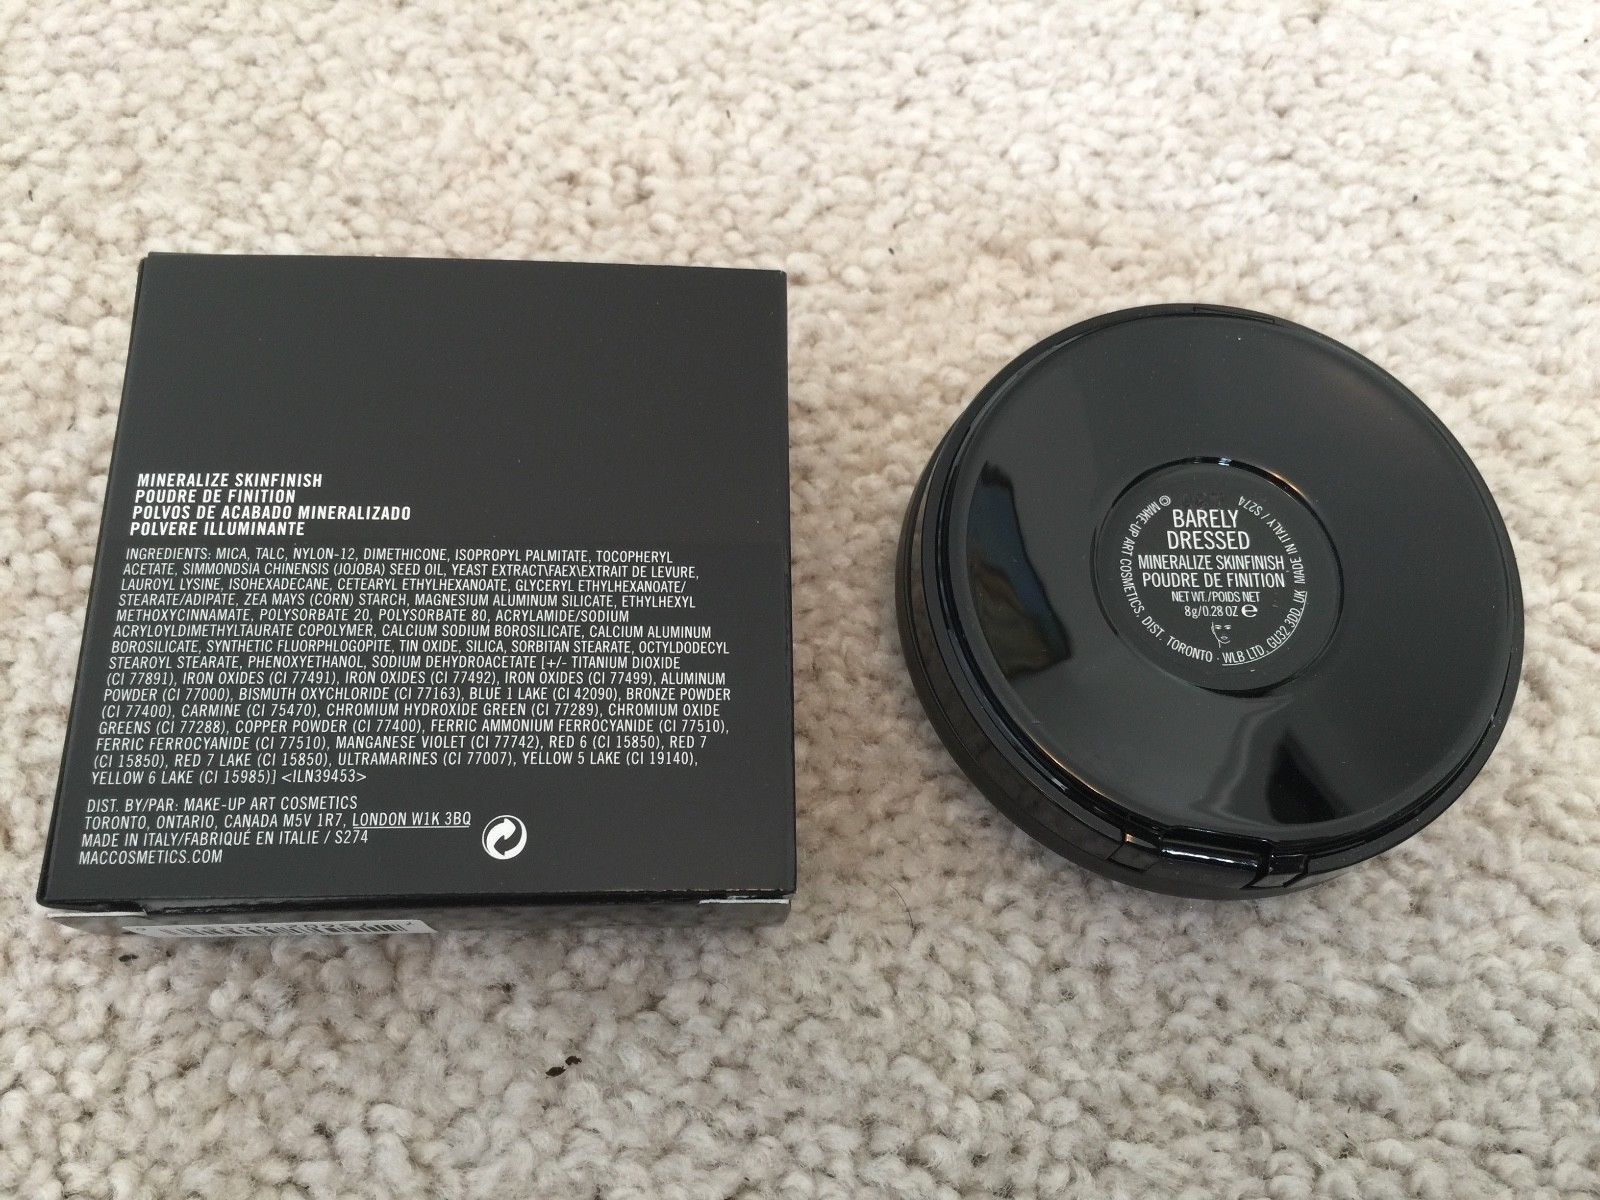 MINERALIZE SKINFINISH
POUDRE DE FINITION
POLVOS DE ACABADO MINERALIZADO
POLVERE ILLUMINANTE
INGREDIENTS: MICA, TALC, NYLON-12, DIMETHICONE, ISOPROPYL PALMITATE, TOCOPHERYL
ACETATE, SIMMONDSIA CHINENSIS (JOJOBA) SEED OIL, YEAST EXTRACT\FAEX\EXTRAIT DE LEVURE,
LAUROYL LYSINE, ISOHEXADECANE, CETEARYL ETHYLHEXANOATE, GLYCERYL ETHYLHEXANOATE/
STEARATE/ADIPATE, ZEA MAYS (CORN) STARCH, MAGNESIUM ALUMINUM SILICATE, ETHYLHEXYL
METHOXYCINNAMATE, POLYSORBATE 20, POLYSORBATE 80, ACRYLAMIDE/SODIUM
ACRYLOYLDIMETHYLTAURATE COPOLYMER, CALCIUM SODIUM BOROSILICATE, CALCIUM ALUMINUM
BOROSILICATE, SYNTHETIC FLUORPHLOGOPITE, TIN OXIDE, SILICA, SORBITAN STEARATE, OCTYLDODECYL
STEAROYL STEARATE, PHENOXYETHANOL, SODIUM DEHYDROACETATE [+/- TITANIUM DIOXIDE
(CI 77891), IRON OXIDES (CI 77491), IRON OXIDES (CI 77492), IRON OXIDES (CI 77499), ALUMINUM
POWDER (CI 77000), BISMUTH OXYCHLORIDE (CI 77163), BLUE 1 LAKE (CI 42090), BRONZE POWDER
(CI 77400), CARMINE (CI 75470), CHROMIUM HYDROXIDE GREEN (CI 77289), CHROMIUM OXIDE
GREENS (CI 77288), COPPER POWDER (CI 77400), FERRIC AMMONIUM FERROCYANIDE (CI 77510),
FERRIC FERROCYANIDE (CI 77510), MANGANESE VIOLET (CI 77742), RED 6 (CI 15850), RED 7
(CI 15850), RED 7 LAKE (CI 15850), ULTRAMARINES (CI 77007), YELLOW 5 LAKE (CI 19140),
YELLOW 6 LAKE (CI 15985)] <ILN39453>
DIST. BY/PAR: MAKE-UP ART COSMETICS
TORONTO, ONTARIO, CANADA M5V 1R7, LONDON W1K 3BQ
MADE IN ITALY/FABRIQUÉ EN ITALIE / S274
MACCOSMETICS.COM
BARELY
DRESSED
MINERALIZE SKINFINISH
POUDRE DE FINITION
NET WT./POIDS NET
8g/0.28 OZ ℮
© MAKE-UP ART COSMETICS, DIST. TORONTO · WLB LTD, GU32 3DD, UK MADE IN ITALY / S274